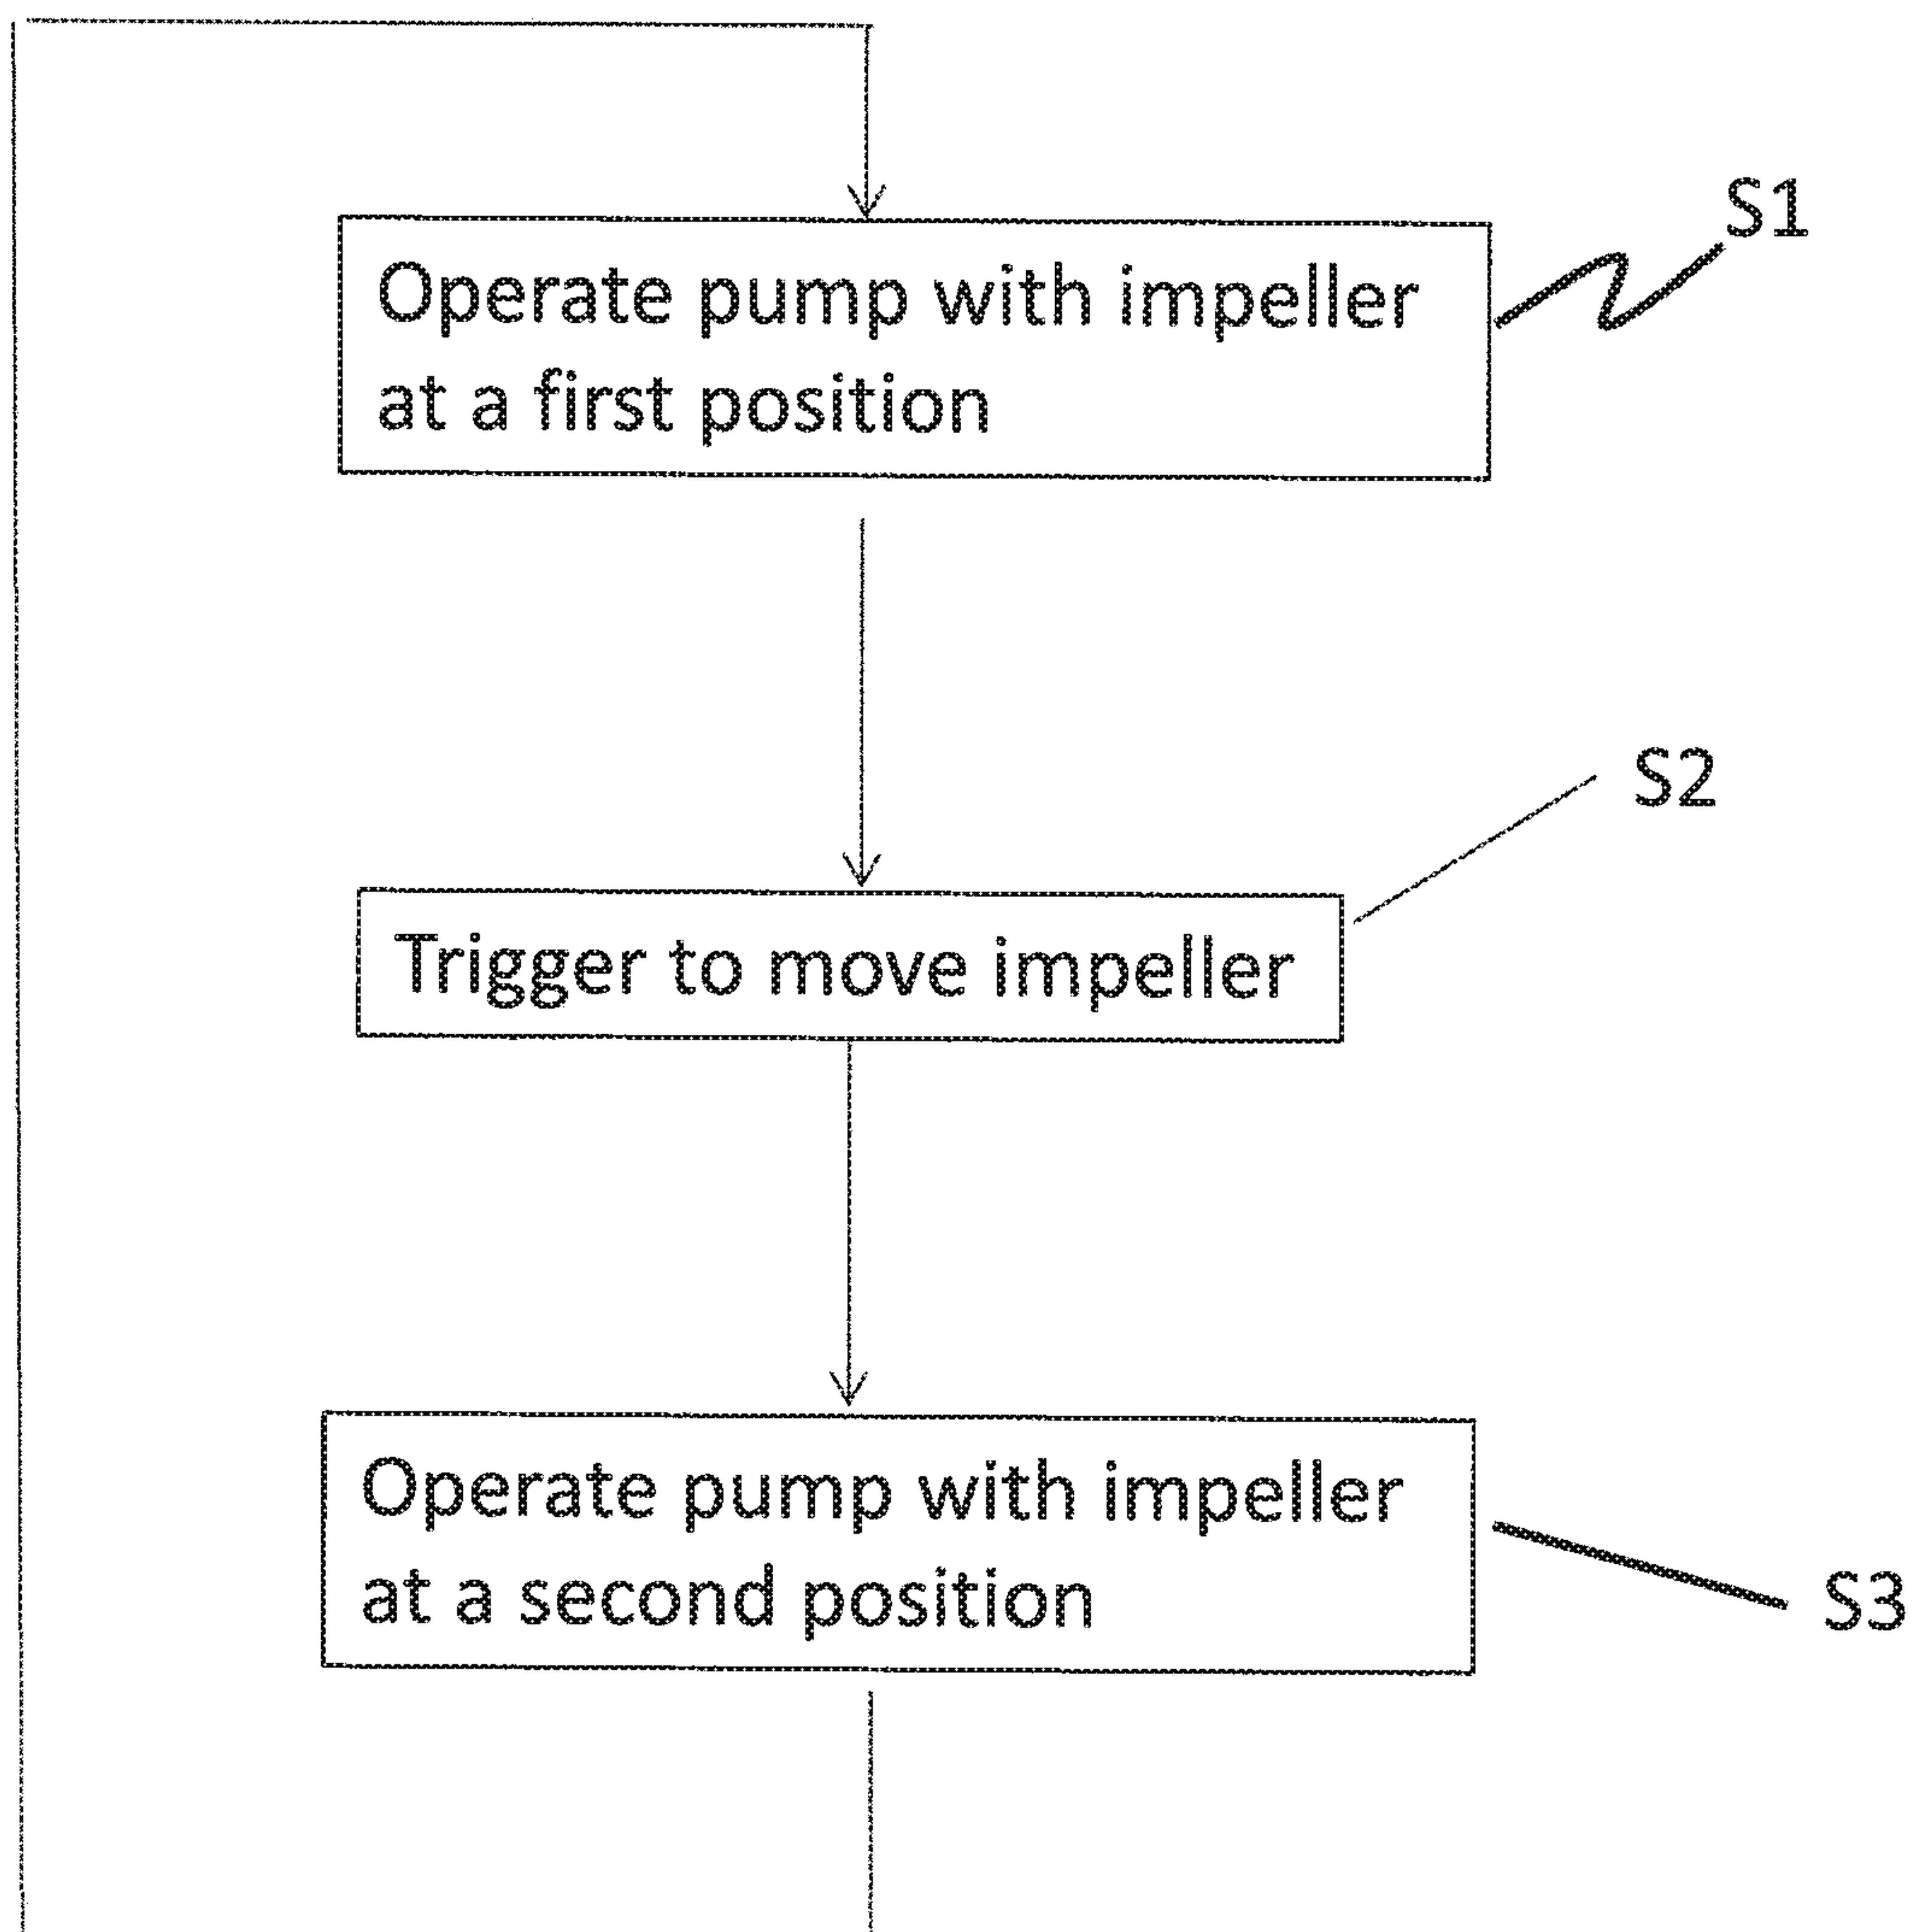 S1
Operate pump with impeller
at a first position
S2
Trigger to move impeller
Operate pump with impeller
at a second position
S3